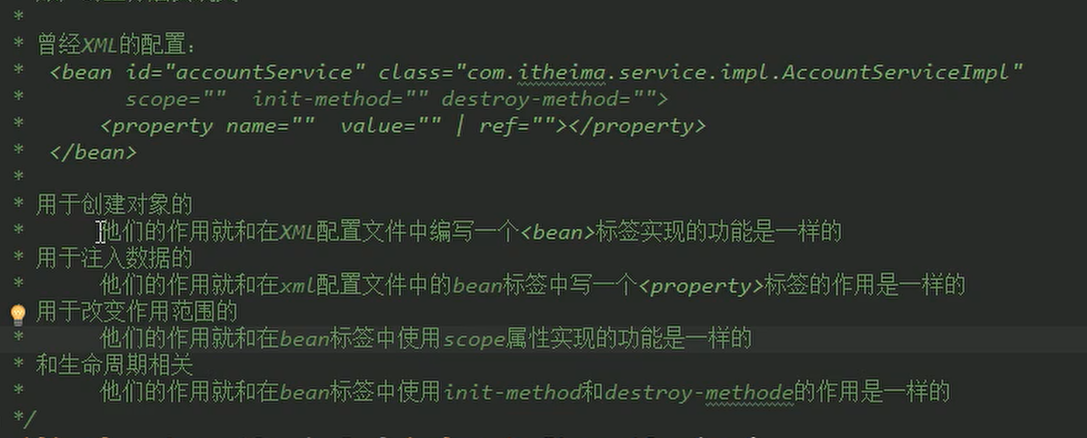 *
* 曾经XML的配置：
* <bean id="accountService" class="com.itheima.service.impl.AccountServiceImpl"
* scope="" init-method="" destroy-method="">
* <property name="" value="" | ref=""></property>
* </bean>
*
* 用于创建对象的
* 他们的作用就和在XML配置文件中编写一个<bean>标签实现的功能是一样的
* 用于注入数据的
* 他们的作用就和在xml配置文件中的bean标签中写一个<property>标签的作用是一样的
* 用于改变作用范围的
* 他们的作用就和在bean标签中使用scope属性实现的功能是一样的
* 和生命周期相关
* 他们的作用就和在bean标签中使用init-method和destroy-methode的作用是一样的
*/